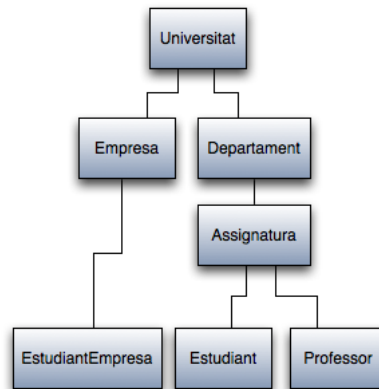 Universitat
Empresa
Departament
Assignatura
EstudiantEmpresa
Estudiant
Professor